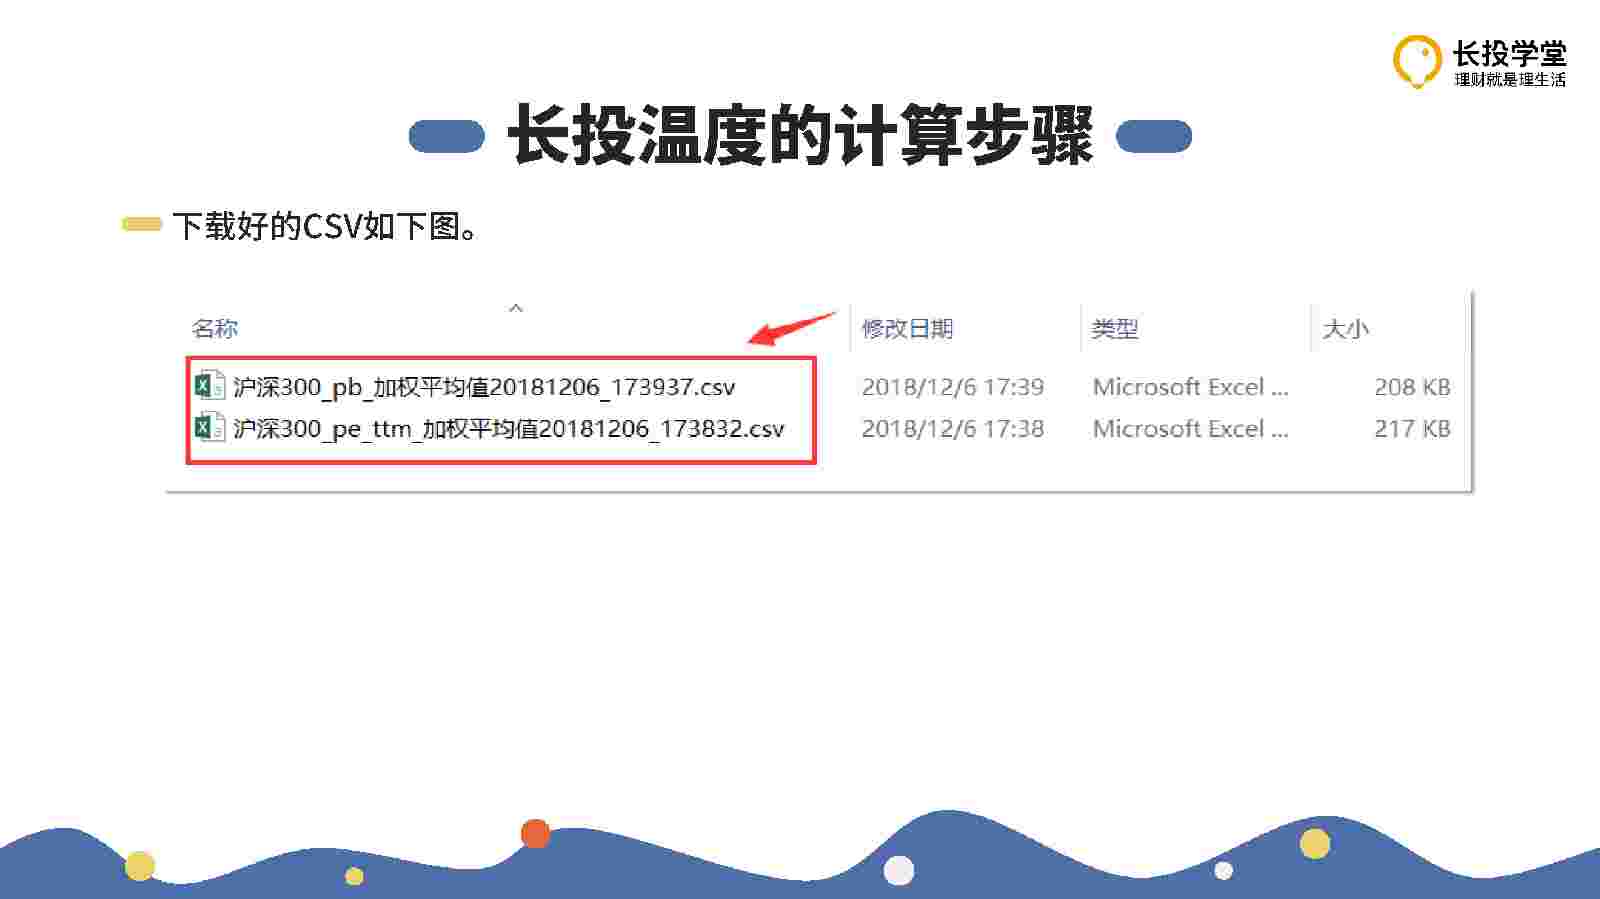 长投学堂
理财就是理生活
长投温度的计算步骤
下载好的CSV如下图。
名称 修改日期 类型 大小
沪深300_pb_加权平均值20181206_173937.csv 2018/12/6 17:39 Microsoft Excel ... 208 KB
沪深300_pe_ttm_加权平均值20181206_173832.csv 2018/12/6 17:38 Microsoft Excel ... 217 KB